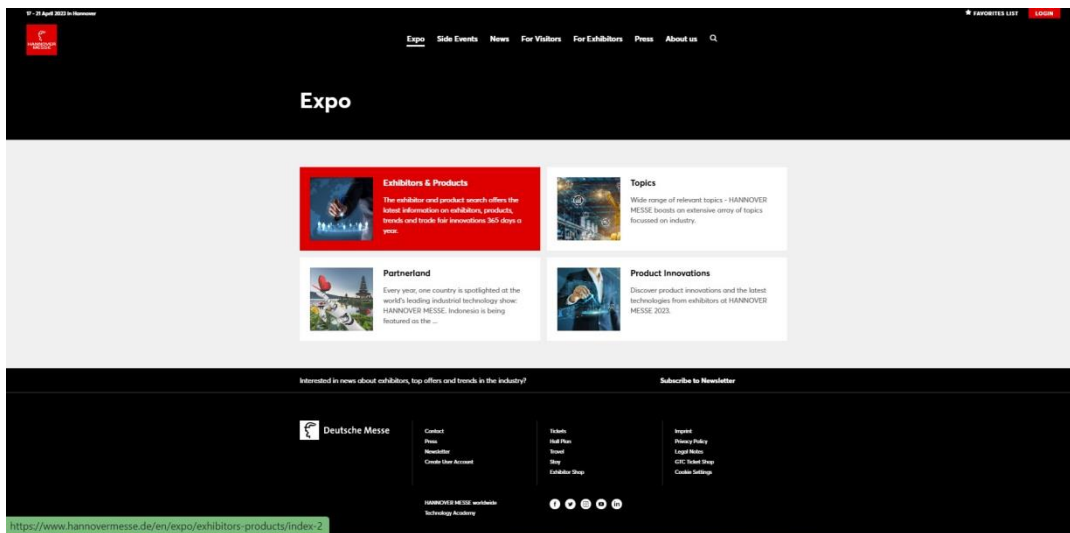 17 - 21 April 2023 in Hannover
★ FAVORITES LIST LOGIN
HANNOVER
MESSE
Expo Side Events News For Visitors For Exhibitors Press About us
Expo
Exhibitors & Products
The exhibitor and product search offers the
latest information on exhibitors, products,
trends and trade fair innovations 365 days a
year.
Topics
Wide range of relevant topics - HANNOVER
MESSE boasts an extensive array of topics
focussed on industry.
Partnerland
Every year, one country is spotlighted at the
world's leading industrial technology show:
HANNOVER MESSE. Indonesia is being
featured as the ...
Product Innovations
Discover product innovations and the latest
technologies from exhibitors at HANNOVER
MESSE 2023.
Interested in news about exhibitors, top offers and trends in the industry?
Subscribe to Newsletter
Deutsche Messe
Contact
Press
Newsletter
Create User Account
Tickets
Hall Plan
Travel
Stay
Exhibitor Shop
Imprint
Privacy Policy
Legal Notes
GTC Ticket Shop
Cookie Settings
HANNOVER MESSE worldwide
Technology Academy
https://www.hannovermesse.de/en/expo/exhibitors-products/index-2